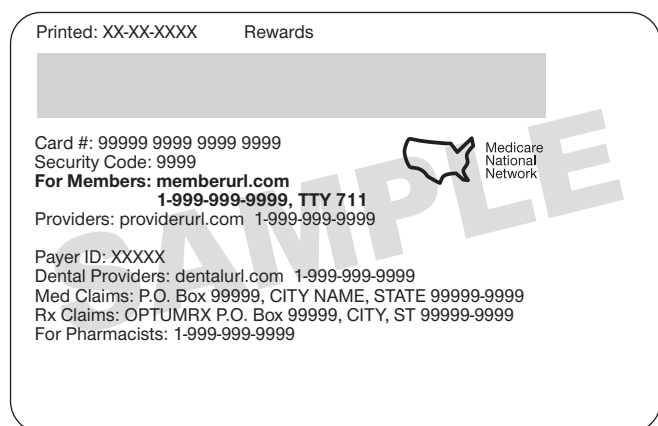 Printed: XX-XX-XXXX Rewards
Card #: 99999 9999 9999 9999
Security Code: 9999
For Members: memberurl.com
1-999-999-9999, TTY 711
Providers: providerurl.com 1-999-999-9999
Medicare
National
Network
Payer ID: XXXXX
Dental Providers: dentalurl.com 1-999-999-9999
Med Claims: P.O. Box 99999, CITY NAME, STATE 99999-9999
Rx Claims: OPTUMRX P.O. Box 99999, CITY, ST 99999-9999
For Pharmacists: 1-999-999-9999
SAMPLE